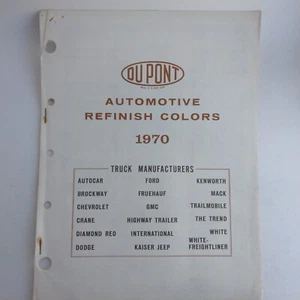 DU PONT
AUTOMOTIVE
REFINISH COLORS
1970
TRUCK MANUFACTURERS
AUTOCAR FORD KENWORTH
BROCKWAY FRUEHAUF MACK
CHEVROLET GMC TRAILMOBILE
CRANE HIGHWAY TRAILER THE TREND
DIAMOND REO INTERNATIONAL WHITE
DODGE KAISER JEEP WHITE-
FREIGHTLINER